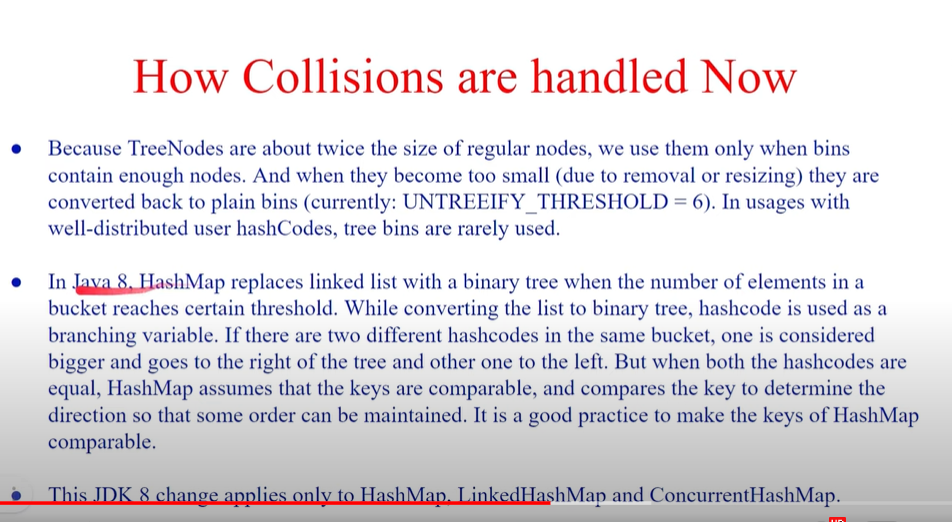 How Collisions are handled Now
● Because TreeNodes are about twice the size of regular nodes, we use them only when bins
contain enough nodes. And when they become too small (due to removal or resizing) they are
converted back to plain bins (currently: UNTREEIFY_THRESHOLD = 6). In usages with
well-distributed user hashCodes, tree bins are rarely used.
● In Java 8, HashMap replaces linked list with a binary tree when the number of elements in a
bucket reaches certain threshold. While converting the list to binary tree, hashcode is used as a
branching variable. If there are two different hashcodes in the same bucket, one is considered
bigger and goes to the right of the tree and other one to the left. But when both the hashcodes are
equal, HashMap assumes that the keys are comparable, and compares the key to determine the
direction so that some order can be maintained. It is a good practice to make the keys of HashMap
comparable.
● This JDK 8 change applies only to HashMap, LinkedHashMap and ConcurrentHashMap.